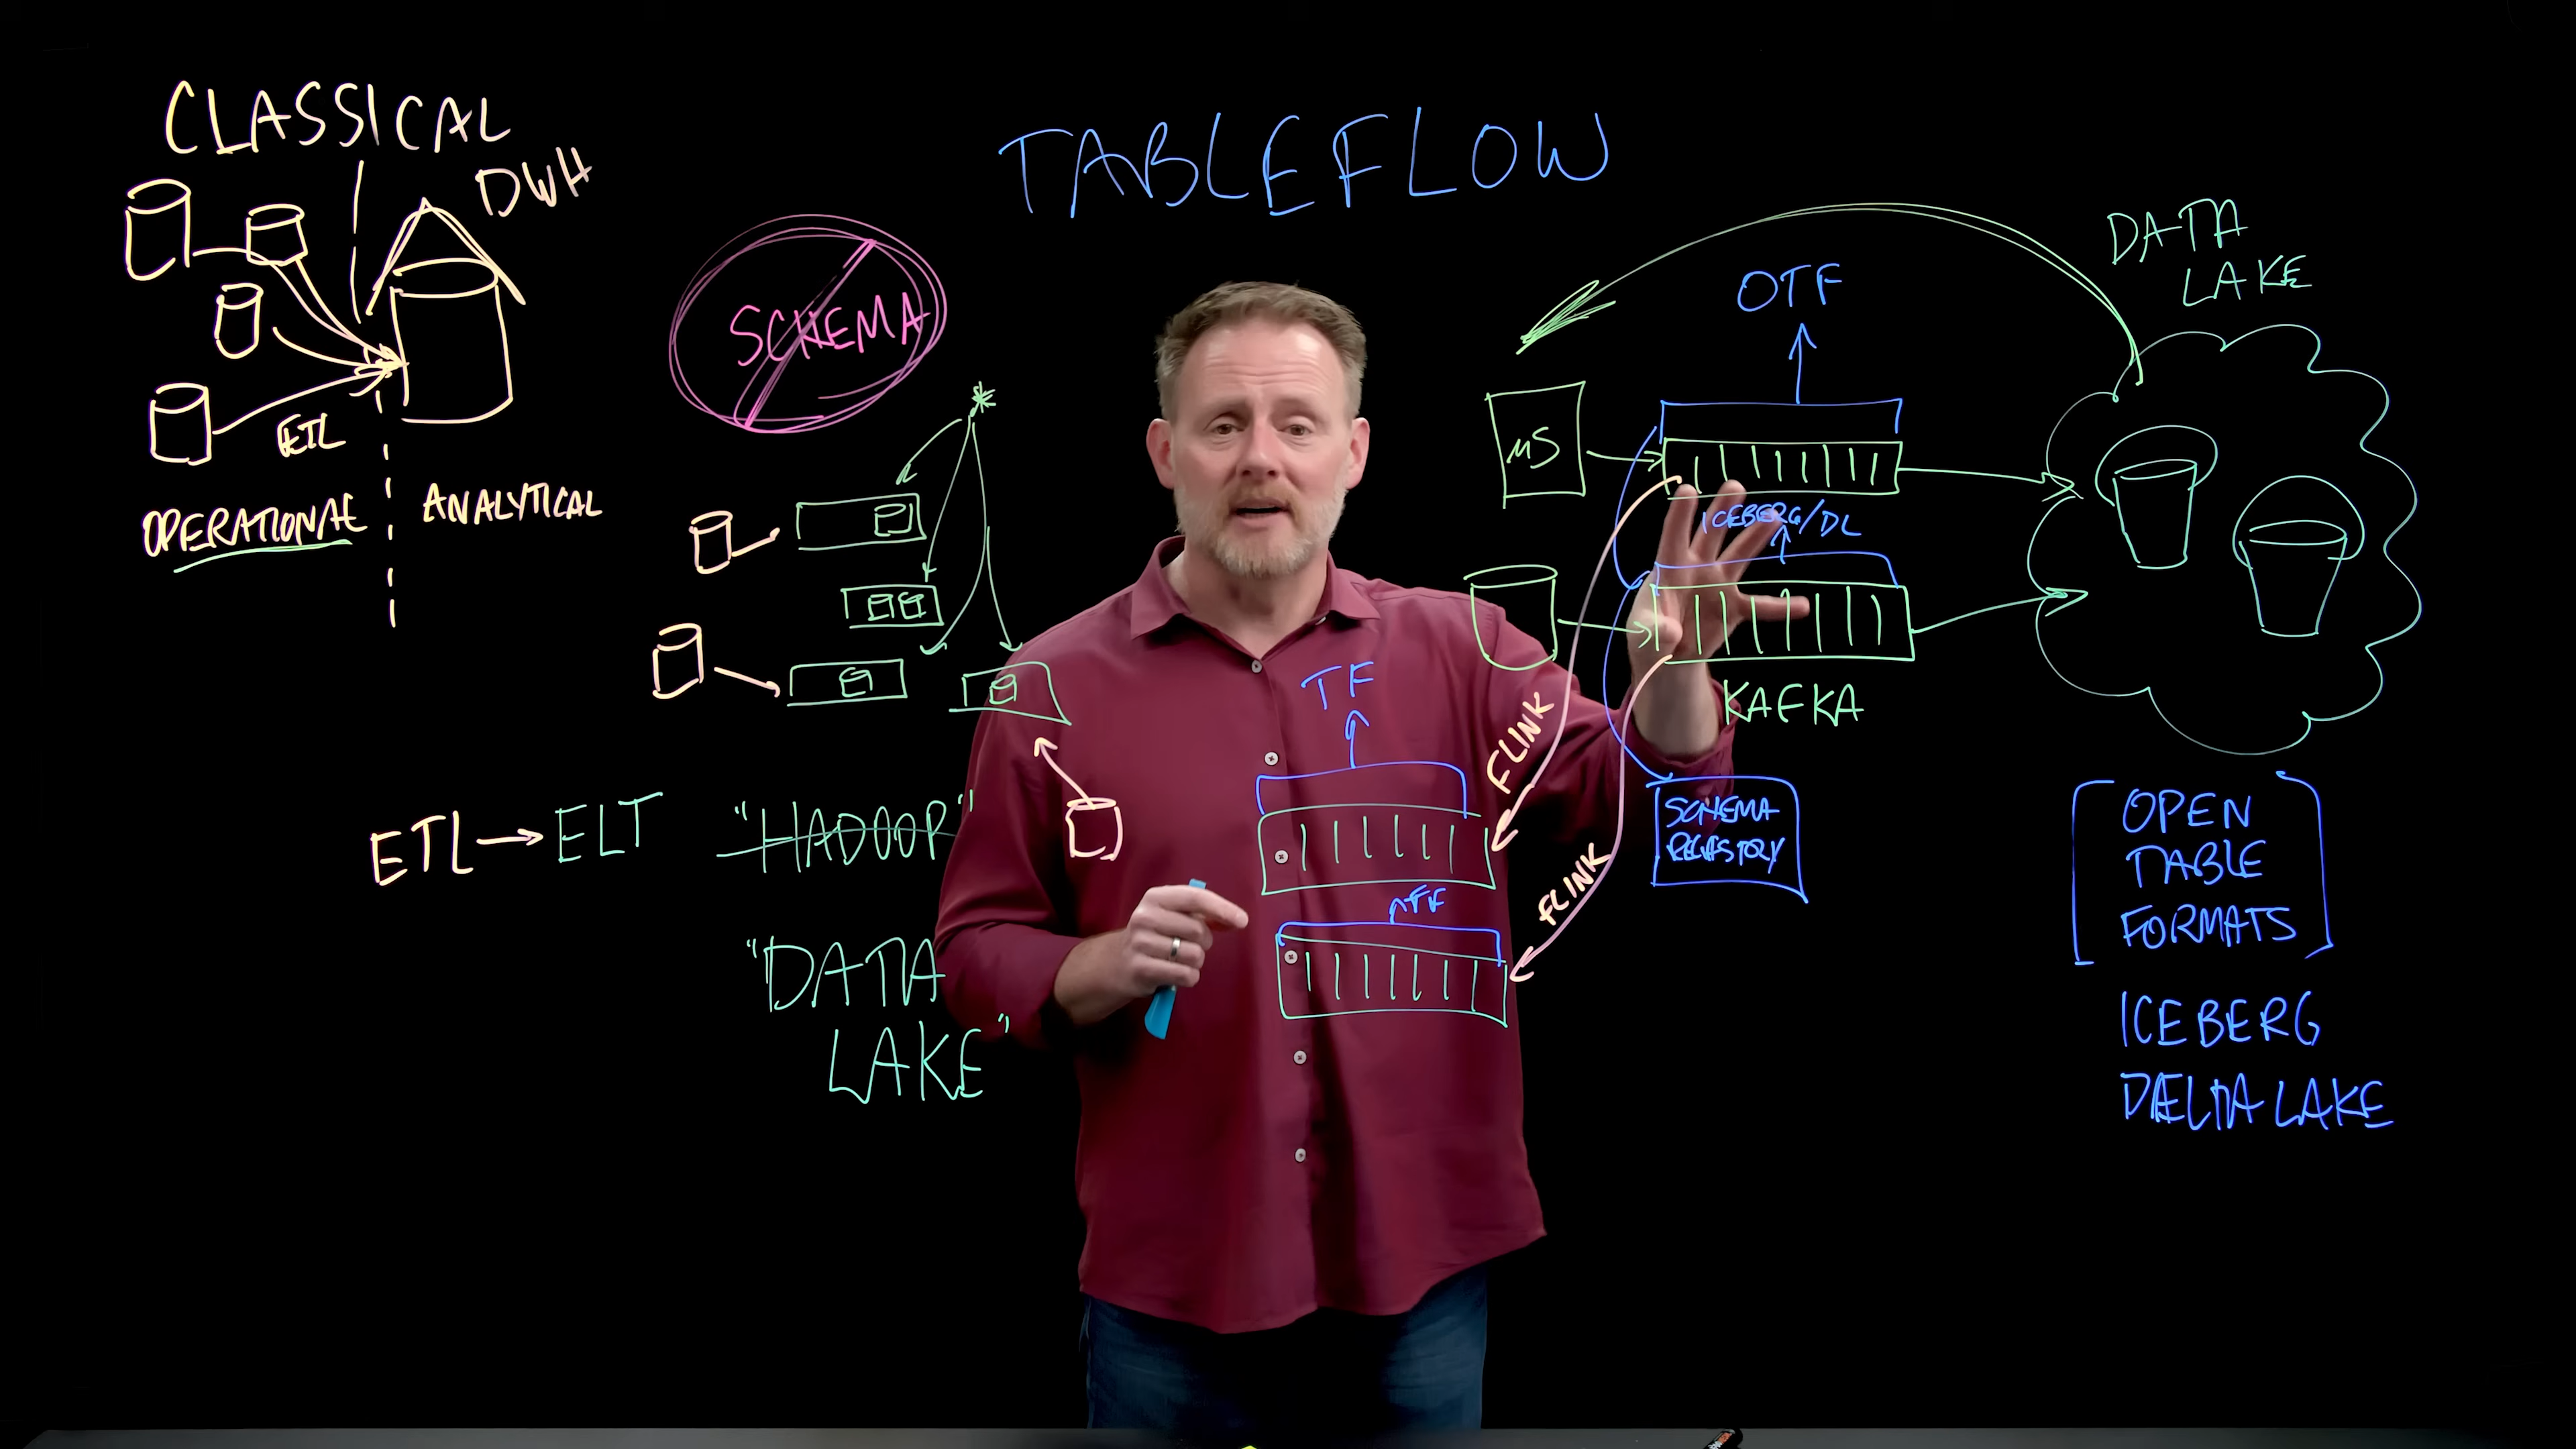 CLASSICAL
DWH
ETL
OPERATIONAL
ANALYTICAL
TABLEFLOW
SCHEMA
ETL → ELT
"HADOOP"
"DATA
LAKE"
OTF
MS
ICEBERG/DL
KAFKA
TF
TF
FLINK
FLINK
SCHEMA
REGISTRY
DATA
LAKE
OPEN
TABLE
FORMATS
ICEBERG
DELTA LAKE